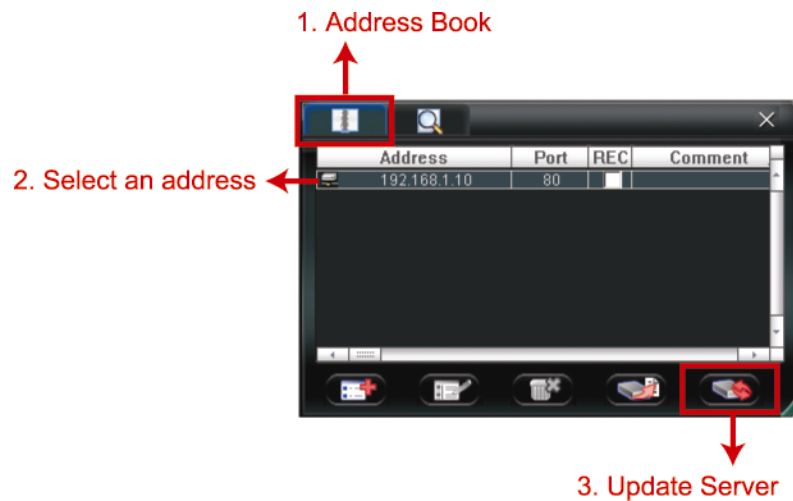 1. Address Book
Address Port REC Comment
2. Select an address
192.168.1.10 80
3. Update Server